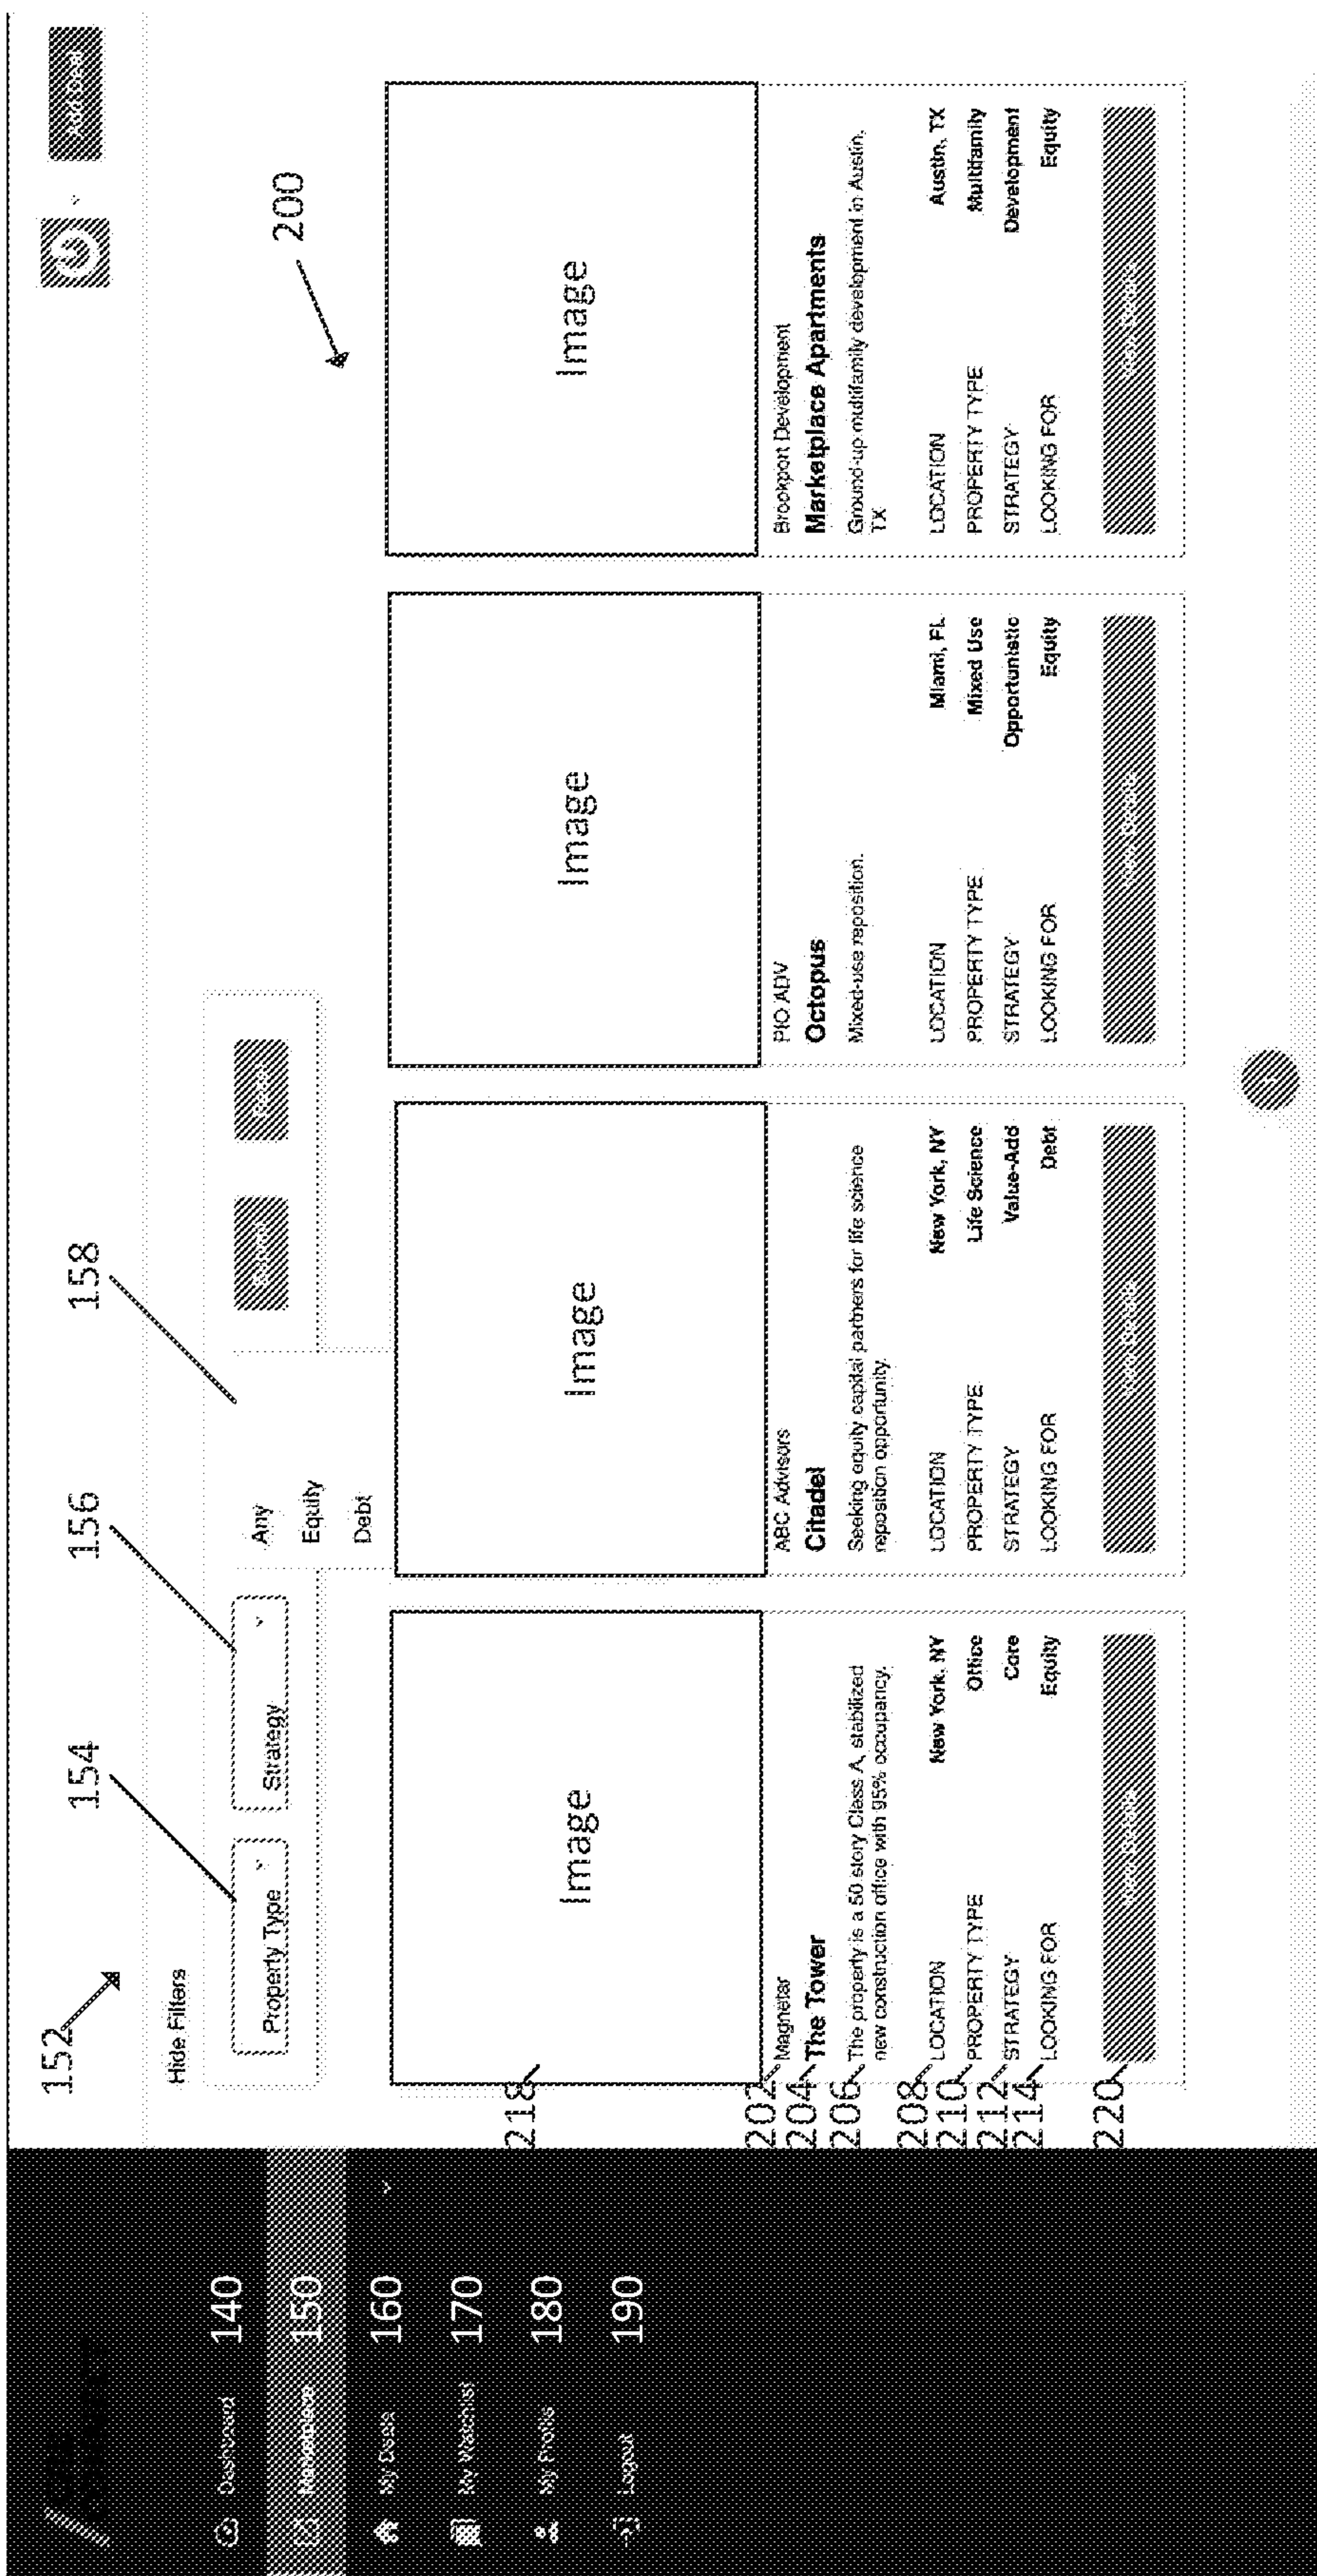 Dashboard 140
Marketplace 150
My Deals 160
My Watchlist 170
My Profile 180
Logout 190
Add Deal
152
154
156
158
Hide Filters
Property Type
Strategy
Any
Equity
Debt
200
218
Image
202
Magnetar
204
The Tower
206
The property is a 50 story Class A, stabilized
new construction office with 95% occupancy.
208
LOCATION New York, NY
210
PROPERTY TYPE Office
212
STRATEGY Core
214
LOOKING FOR Equity
220
Image
ABC Advisors
Citadel
Seeking equity capital partners for life science
reposition opportunity.
LOCATION New York, NY
PROPERTY TYPE Life Science
STRATEGY Value-Add
LOOKING FOR Debt
Image
PIO ADV
Octopus
Mixed-use reposition.
LOCATION Miami, FL
PROPERTY TYPE Mixed Use
STRATEGY Opportunistic
LOOKING FOR Equity
Image
Brookport Development
Marketplace Apartments
Ground-up multifamily development in Austin,
TX
LOCATION Austin, TX
PROPERTY TYPE Multifamily
STRATEGY Development
LOOKING FOR Equity